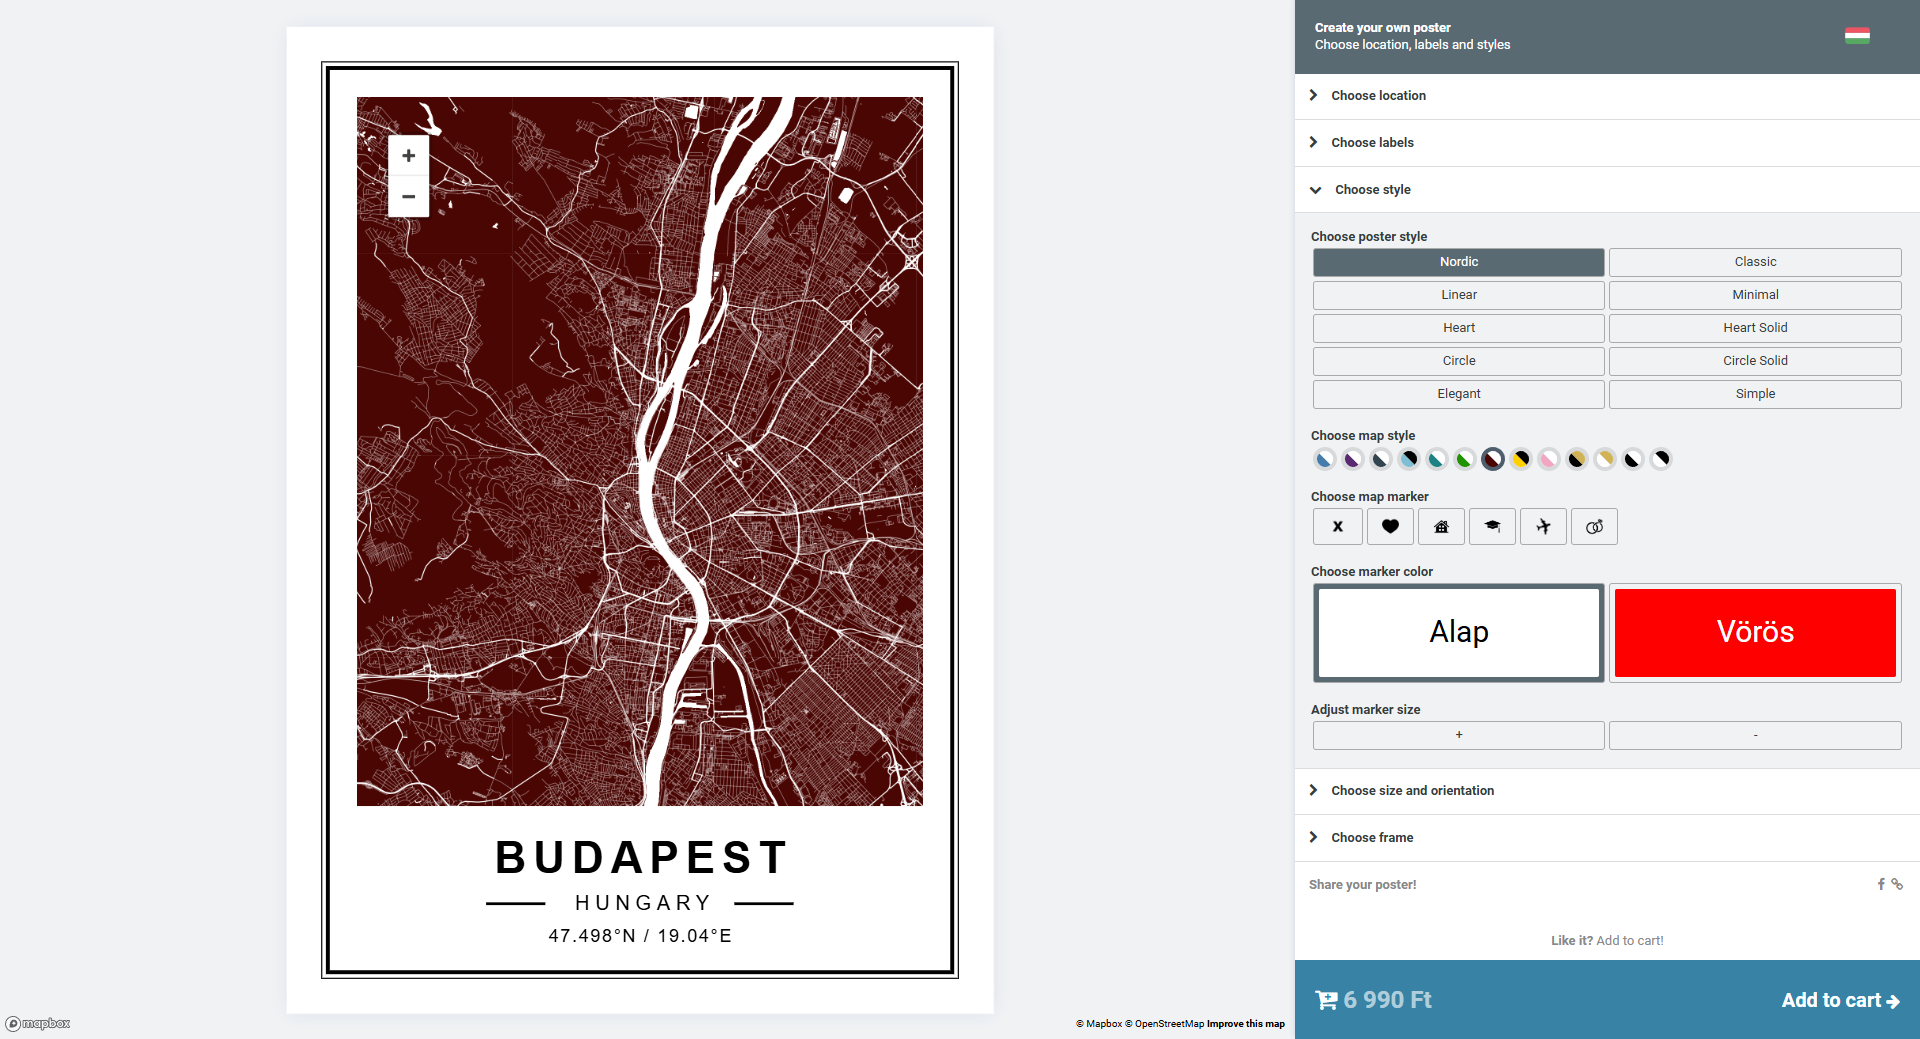 +
−
BUDAPEST
HUNGARY
47.498°N / 19.04°E
mapbox
© Mapbox © OpenStreetMap Improve this map
Create your own poster
Choose location, labels and styles
Choose location
Choose labels
Choose style
Choose poster style
Nordic Classic
Linear Minimal
Heart Heart Solid
Circle Circle Solid
Elegant Simple
Choose map style
Choose map marker
x
Choose marker color
Alap Vörös
Adjust marker size
+ -
Choose size and orientation
Choose frame
Share your poster!
Like it? Add to cart!
6 990 Ft Add to cart